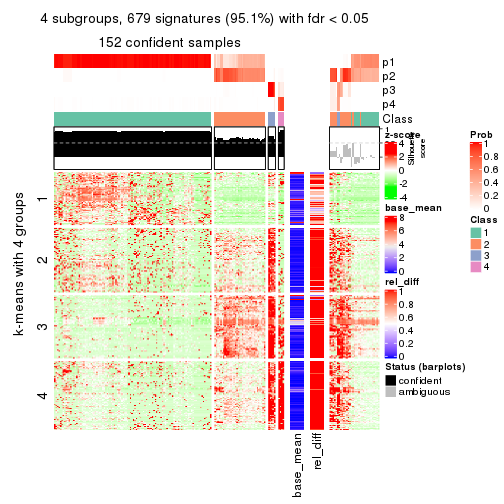 4 subgroups, 679 signatures (95.1%) with fdr < 0.05
152 confident samples
p1
p2
p3
p4
Class
1
Silhouette score
k-means with 4 groups
1
2
3
4
base_mean
rel_diff
z-score
4
2
0
-2
-4
base_mean
8
6
4
2
0
rel_diff
1
0.8
0.6
0.4
0.2
0
Status (barplots)
confident
ambiguous
Prob
1
0.8
0.6
0.4
0.2
0
Class
1
2
3
4